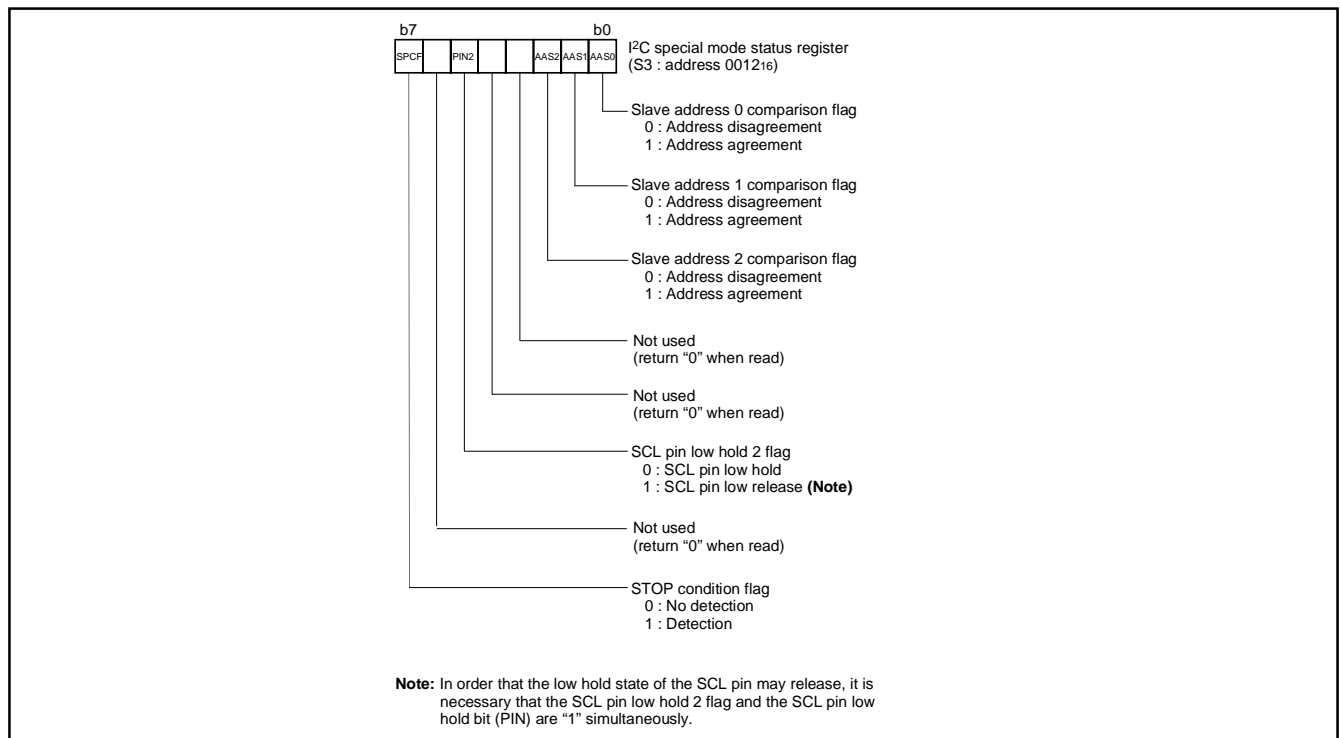 b7 b0
SPCF PIN2 AAS2 AAS1 AAS0
I2C special mode status register
(S3 : address 001216)
Slave address 0 comparison flag
0 : Address disagreement
1 : Address agreement
Slave address 1 comparison flag
0 : Address disagreement
1 : Address agreement
Slave address 2 comparison flag
0 : Address disagreement
1 : Address agreement
Not used
(return “0” when read)
Not used
(return “0” when read)
SCL pin low hold 2 flag
0 : SCL pin low hold
1 : SCL pin low release (Note)
Not used
(return “0” when read)
STOP condition flag
0 : No detection
1 : Detection
Note: In order that the low hold state of the SCL pin may release, it is
necessary that the SCL pin low hold 2 flag and the SCL pin low
hold bit (PIN) are “1” simultaneously.